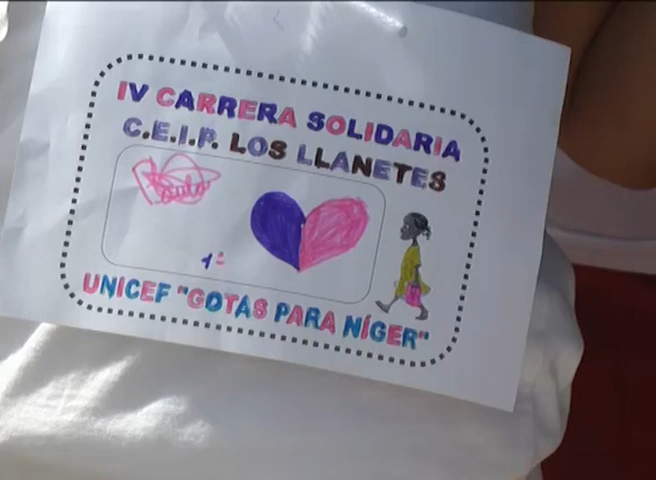 IV CARRERA SOLIDARIA
C.E.I.P. LOS LLANETES
1º
UNICEF "GOTAS PARA NÍGER"